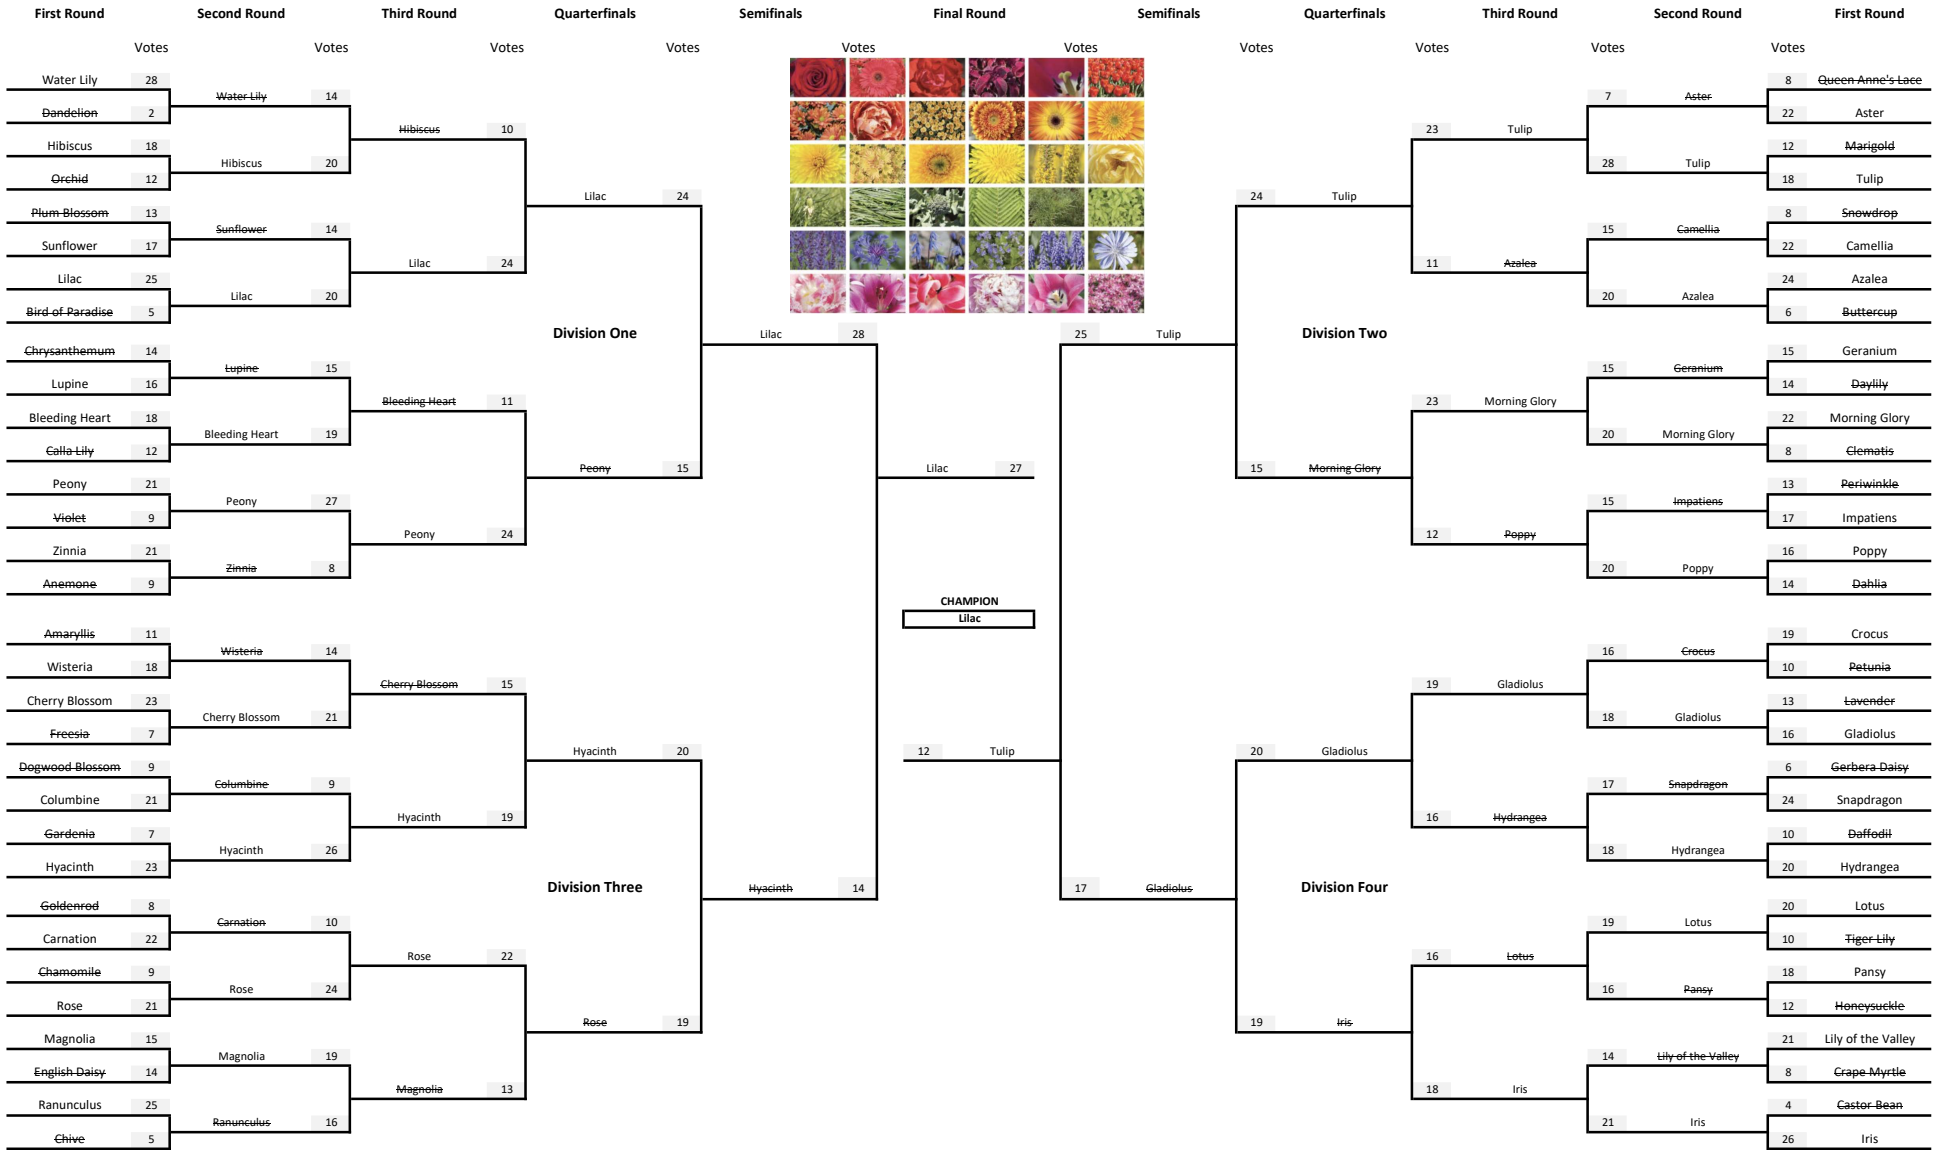 First Round Second Round Third Round Quarterfinals Semifinals Final Round Semifinals Quarterfinals Third Round Second Round First Round
Votes Votes Votes Votes Votes Votes Votes Votes Votes Votes
Water Lily 28 8 Queen Anne's Lace
Water Lily 14 7 Aster
Dandelion 2 22 Aster
Hibiscus 10 23 Tulip
Hibiscus 18 12 Marigold
Hibiscus 20 28 Tulip
Orchid 12 18 Tulip
Lilac 24 24 Tulip
Plum Blossom 13 8 Snowdrop
Sunflower 14 15 Camellia
Sunflower 17 22 Camellia
Lilac 24 11 Azalea
Lilac 25 24 Azalea
Lilac 20 20 Azalea
Bird of Paradise 5 6 Buttercup
Division One Lilac 28 25 Tulip Division Two
Chrysanthemum 14 15 Geranium
Lupine 15 15 Geranium
Lupine 16 14 Daylily
Bleeding Heart 11 23 Morning Glory
Bleeding Heart 18 22 Morning Glory
Bleeding Heart 19 20 Morning Glory
Calla Lily 12 8 Clematis
Peony 15 Lilac 27 15 Morning Glory
Peony 21 13 Periwinkle
Peony 27 15 Impatiens
Violet 9 17 Impatiens
Peony 24 12 Poppy
Zinnia 21 16 Poppy
Zinnia 8 20 Poppy
Anemone 9 14 Dahlia
CHAMPION
Lilac
Amaryllis 11 19 Crocus
Wisteria 14 16 Crocus
Wisteria 18 10 Petunia
Cherry Blossom 15 19 Gladiolus
Cherry Blossom 23 13 Lavender
Cherry Blossom 21 18 Gladiolus
Freesia 7 16 Gladiolus
Hyacinth 20 12 Tulip 20 Gladiolus
Dogwood Blossom 9 6 Gerbera Daisy
Columbine 9 17 Snapdragon
Columbine 21 24 Snapdragon
Hyacinth 19 16 Hydrangea
Gardenia 7 10 Daffodil
Hyacinth 26 18 Hydrangea
Hyacinth 23 20 Hydrangea
Division Three Hyacinth 14 17 Gladiolus Division Four
Goldenrod 8 20 Lotus
Carnation 10 19 Lotus
Carnation 22 10 Tiger Lily
Rose 22 16 Lotus
Chamomile 9 18 Pansy
Rose 24 16 Pansy
Rose 21 12 Honeysuckle
Rose 19 19 Iris
Magnolia 15 21 Lily of the Valley
Magnolia 19 14 Lily of the Valley
English Daisy 14 8 Crape Myrtle
Magnolia 13 18 Iris
Ranunculus 25 4 Castor Bean
Ranunculus 16 21 Iris
Chive 5 26 Iris